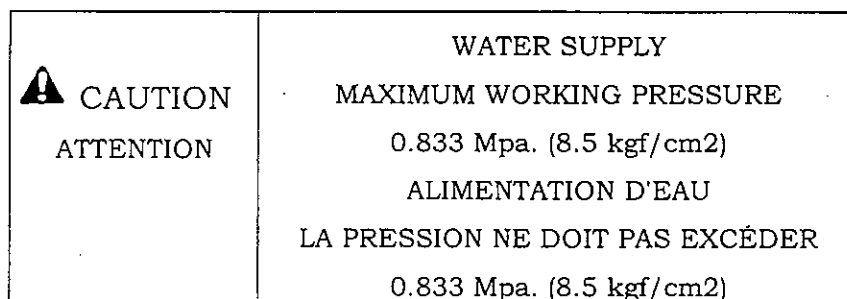 CAUTION
ATTENTION
WATER SUPPLY
MAXIMUM WORKING PRESSURE
0.833 Mpa. (8.5 kgf/cm2)
ALIMENTATION D'EAU
LA PRESSION NE DOIT PAS EXCÉDER
0.833 Mpa. (8.5 kgf/cm2)